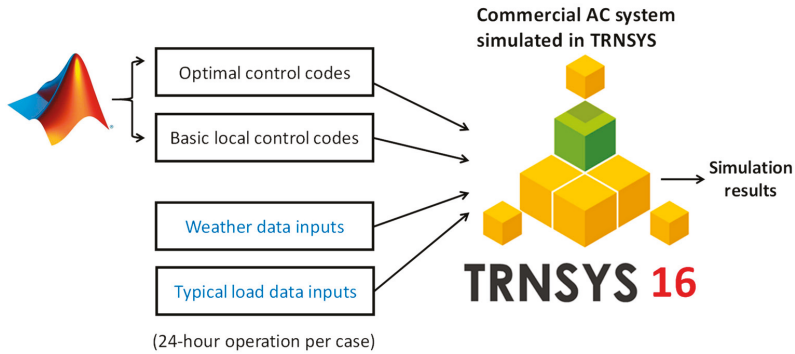 Commercial AC system
simulated in TRNSYS
Optimal control codes
Basic local control codes
Weather data inputs
Typical load data inputs
(24-hour operation per case)
TRNSYS 16
Simulation
results